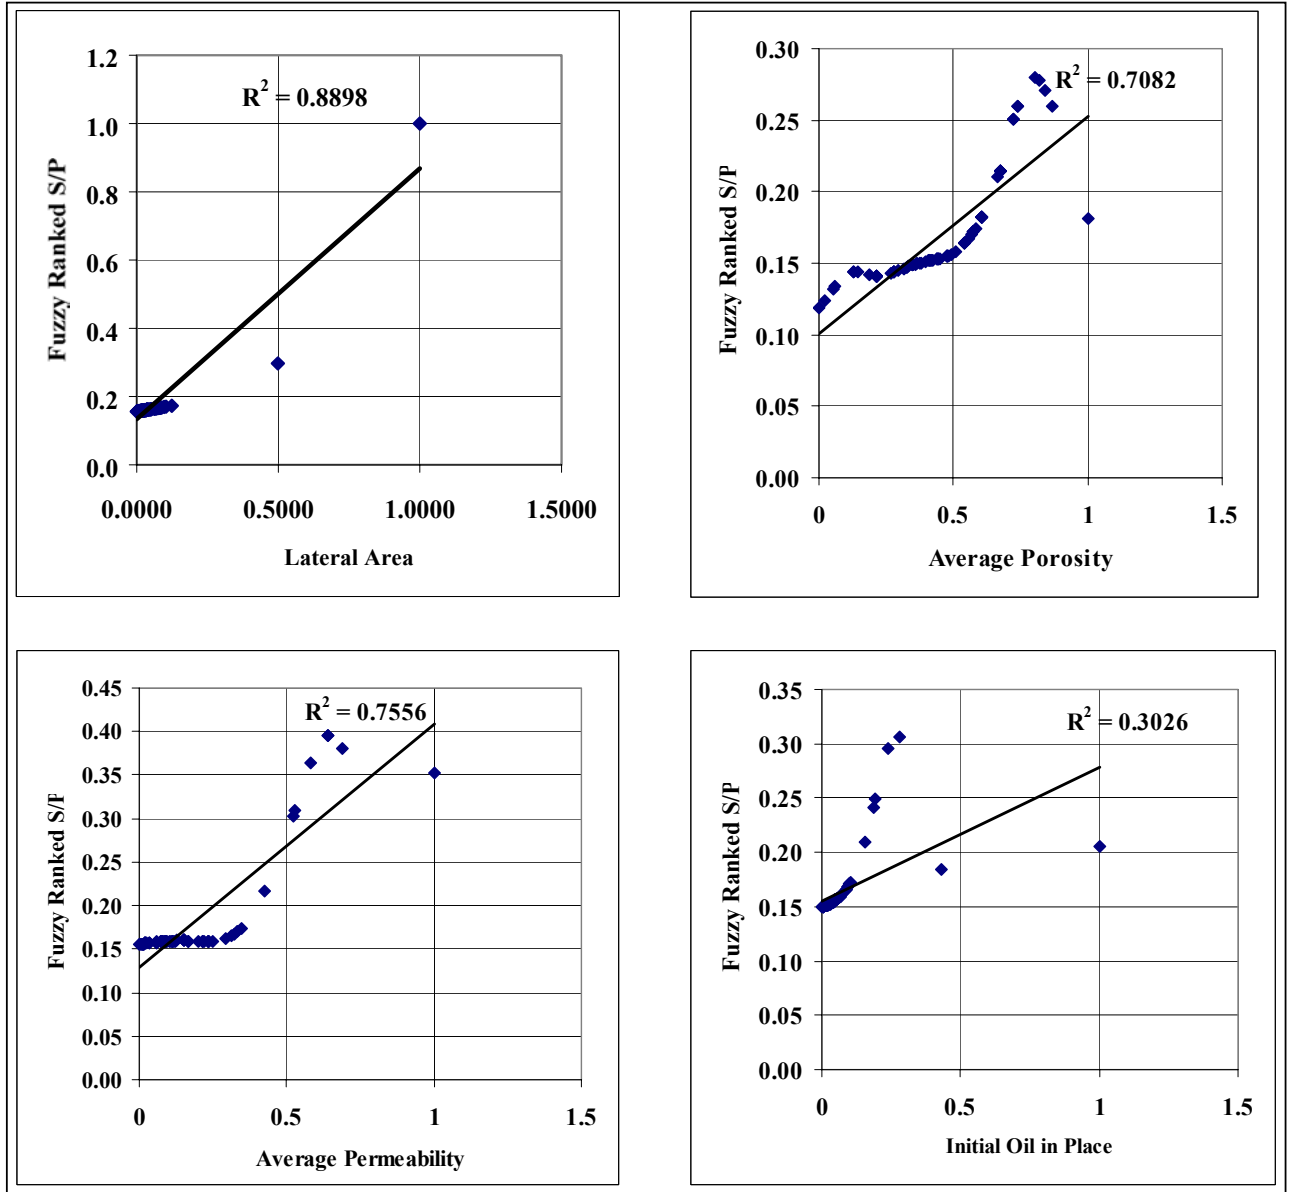 R² = 0.8898
Fuzzy Ranked S/P
1.2
1.0
0.8
0.6
0.4
0.2
0.0
0.0000 0.5000 1.0000 1.5000
Lateral Area
R² = 0.7082
Fuzzy Ranked S/P
0.30
0.25
0.20
0.15
0.10
0.05
0.00
0 0.5 1 1.5
Average Porosity
R² = 0.7556
Fuzzy Ranked S/F
0.45
0.40
0.35
0.30
0.25
0.20
0.15
0.10
0.05
0.00
0 0.5 1 1.5
Average Permeability
R² = 0.3026
Fuzzy Ranked S/P
0.35
0.30
0.25
0.20
0.15
0.10
0.05
0.00
0 0.5 1 1.5
Initial Oil in Place